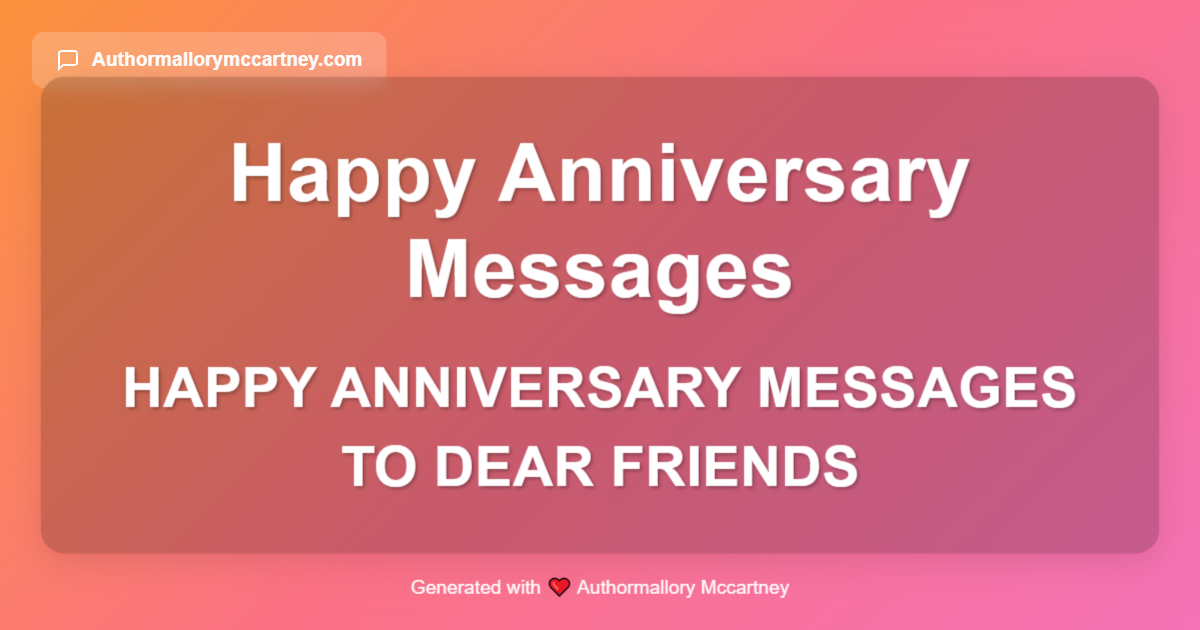 Authormallorymccartney.com
Happy Anniversary
Messages
HAPPY ANNIVERSARY MESSAGES
TO DEAR FRIENDS
Generated with ❤️ Authormallory Mccartney